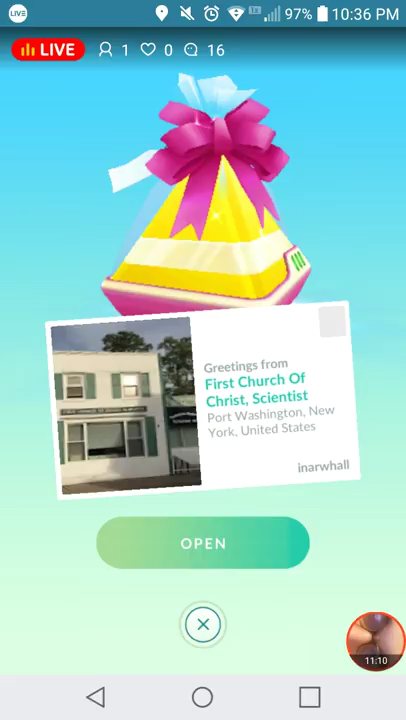 LIVE 1x 97% 10:36 PM
LIVE 1 0 16
Greetings from
First Church Of
Christ, Scientist
Port Washington, New
York, United States
inarwhall
OPEN
11:10